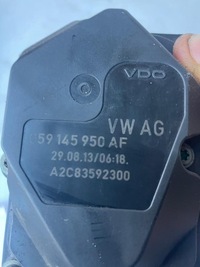 VDO
VW AG
59 145 950 AF
29.08.13/06:18.
A2C83592300